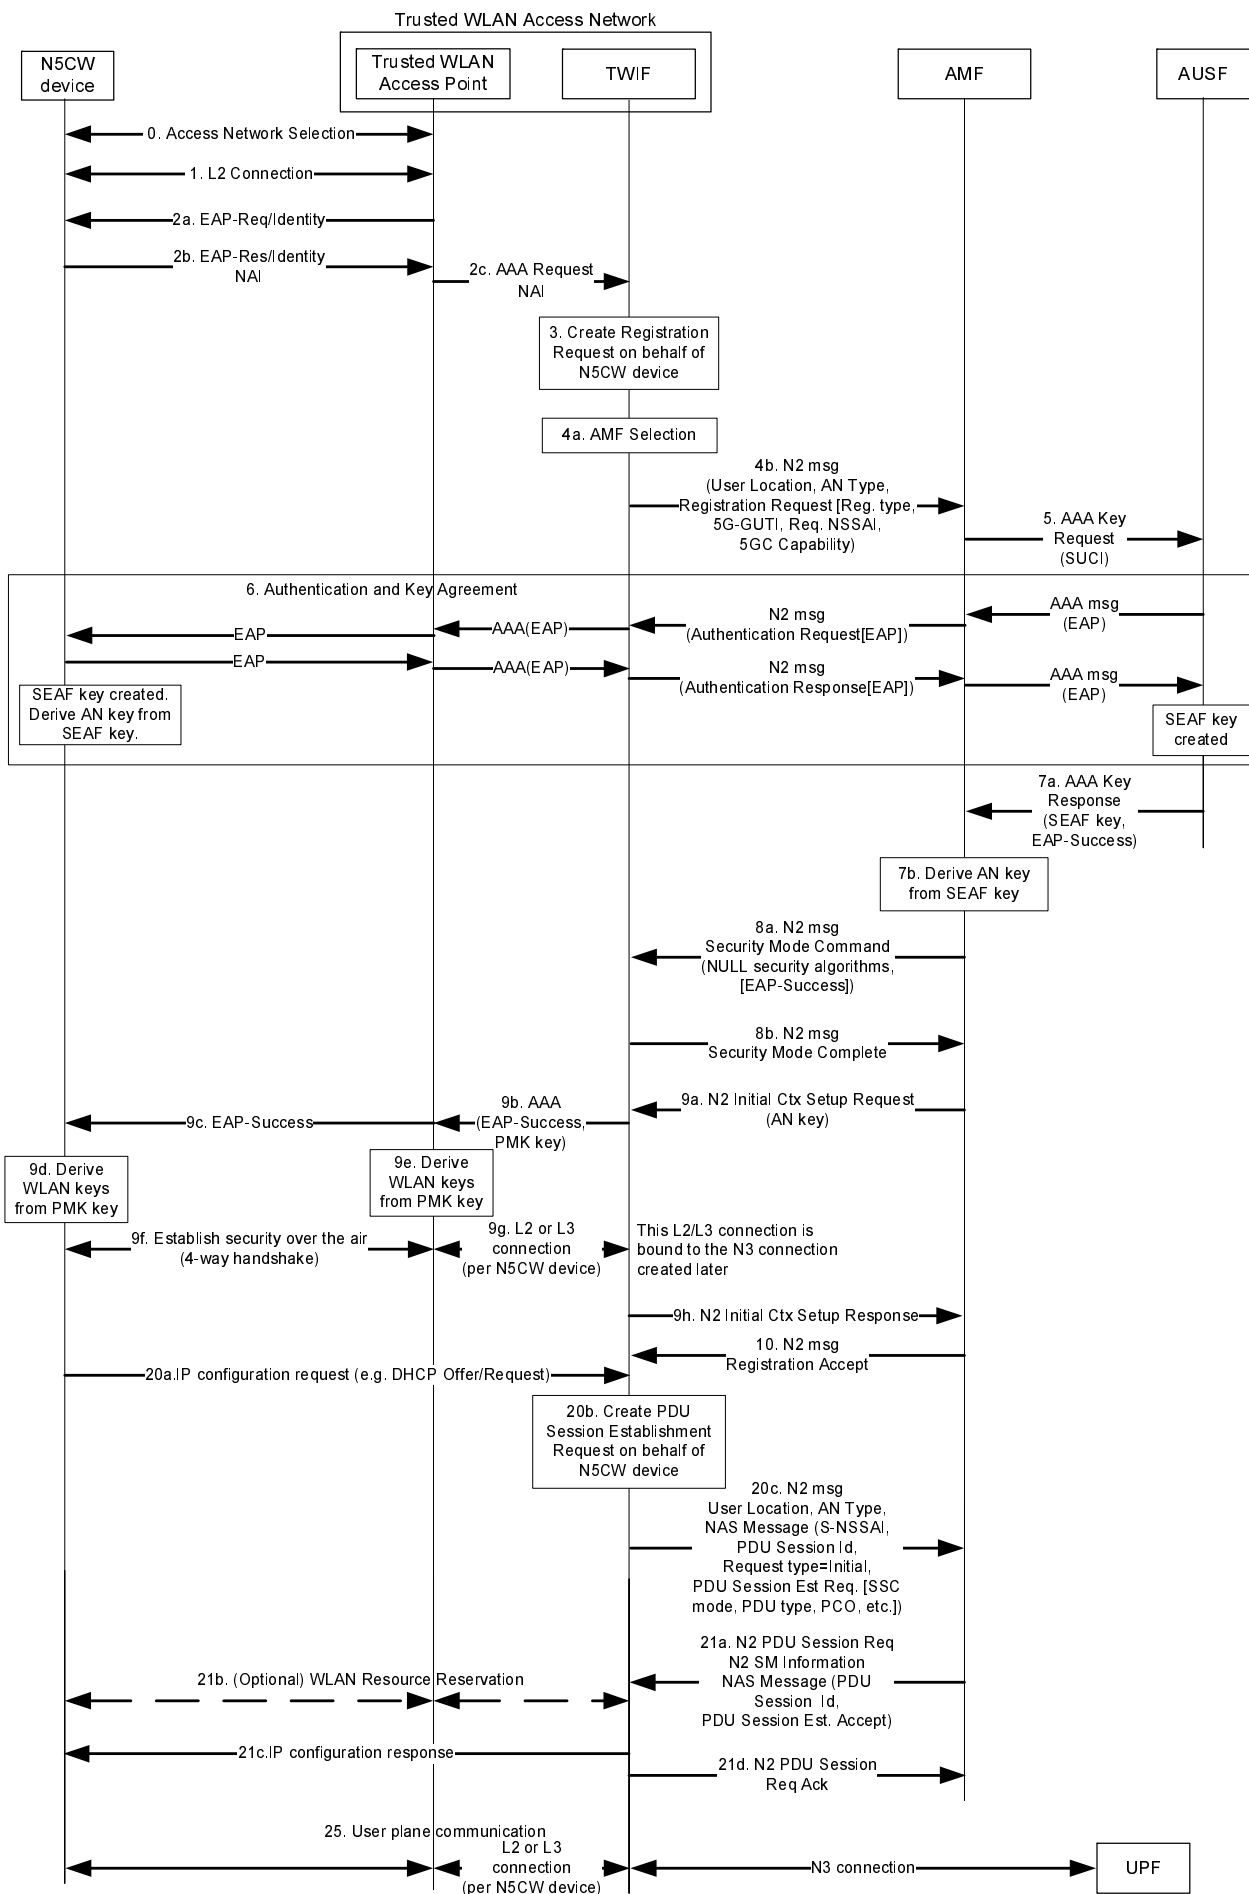 Trusted WLAN Access Network
N5CW
device
Trusted WLAN
Access Point
TWIF
AMF
AUSF
0. Access Network Selection
1. L2 Connection
2a. EAP-Req/Identity
2b. EAP-Res/Identity
NAI
2c. AAA Request
NAI
3. Create Registration
Request on behalf of
N5CW device
4a. AMF Selection
4b. N2 msg
(User Location, AN Type,
Registration Request [Reg. type,
5G-GUTI, Req. NSSAI,
5GC Capability)
5. AAA Key
Request
(SUCI)
6. Authentication and Key Agreement
AAA msg
(EAP)
N2 msg
(Authentication Request[EAP])
AAA(EAP)
EAP
EAP
AAA(EAP)
N2 msg
(Authentication Response[EAP])
AAA msg
(EAP)
SEAF key created.
Derive AN key from
SEAF key.
SEAF key
created
7a. AAA Key
Response
(SEAF key,
EAP-Success)
7b. Derive AN key
from SEAF key
8a. N2 msg
Security Mode Command
(NULL security algorithms,
[EAP-Success])
8b. N2 msg
Security Mode Complete
9a. N2 Initial Ctx Setup Request
(AN key)
9b. AAA
(EAP-Success,
PMK key)
9c. EAP-Success
9d. Derive
WLAN keys
from PMK key
9e. Derive
WLAN keys
from PMK key
9f. Establish security over the air
(4-way handshake)
9g. L2 or L3
connection
(per N5CW device)
This L2/L3 connection is
bound to the N3 connection
created later
9h. N2 Initial Ctx Setup Response
10. N2 msg
Registration Accept
20a.IP configuration request (e.g. DHCP Offer/Request)
20b. Create PDU
Session Establishment
Request on behalf of
N5CW device
20c. N2 msg
User Location, AN Type,
NAS Message (S-NSSAI,
PDU Session Id,
Request type=Initial,
PDU Session Est Req. [SSC
mode, PDU type, PCO, etc.])
21a. N2 PDU Session Req
N2 SM Information
NAS Message (PDU
Session Id,
PDU Session Est. Accept)
21b. (Optional) WLAN Resource Reservation
21c.IP configuration response
21d. N2 PDU Session
Req Ack
25. User plane communication
L2 or L3
connection
(per N5CW device)
N3 connection
UPF